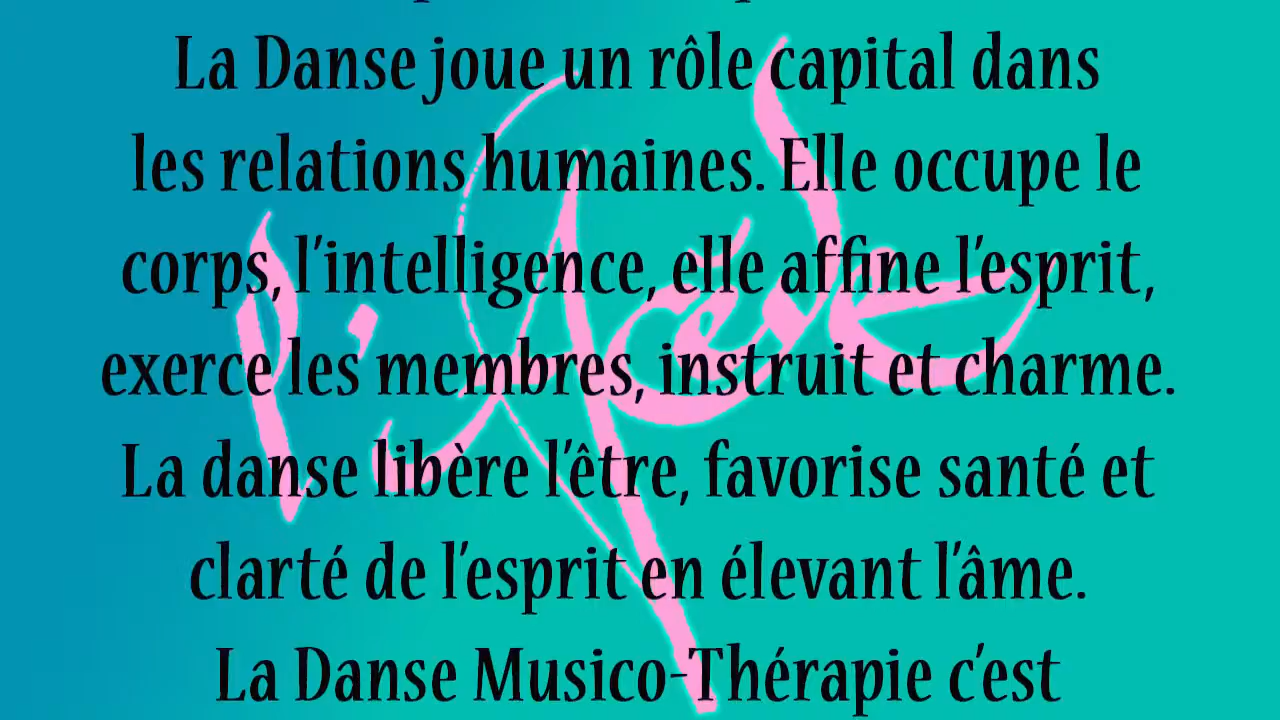 La Danse joue un rôle capital dans
les relations humaines. Elle occupe le
corps, l'intelligence, elle affine l'esprit,
exerce les membres, instruit et charme.
La danse libère l'être, favorise santé et
clarté de l'esprit en élevant l'âme.
La Danse Musico-Thérapie c'est